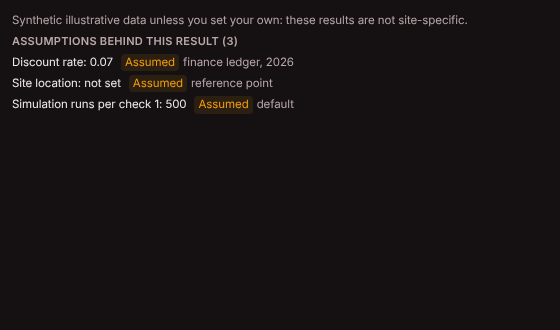 Synthetic illustrative data unless you set your own: these results are not site-specific.
ASSUMPTIONS BEHIND THIS RESULT (3)
Discount rate: 0.07 Assumed finance ledger, 2026
Site location: not set Assumed reference point
Simulation runs per check 1: 500 Assumed default